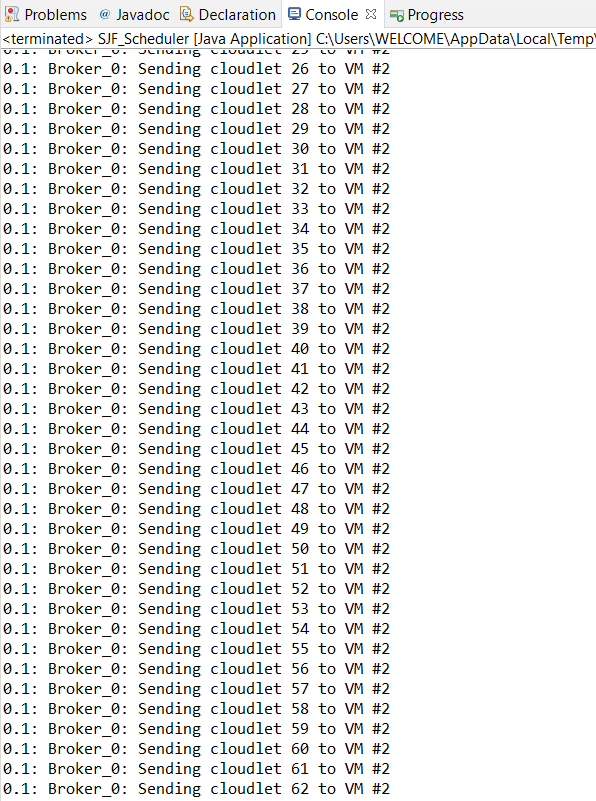 Problems @ Javadoc Declaration Console Progress
<terminated> SJF_Scheduler [Java Application] C:\Users\WELCOME\AppData\Local\Temp\
0.1: Broker_0: Sending cloudlet 25 to VM #2
0.1: Broker_0: Sending cloudlet 26 to VM #2
0.1: Broker_0: Sending cloudlet 27 to VM #2
0.1: Broker_0: Sending cloudlet 28 to VM #2
0.1: Broker_0: Sending cloudlet 29 to VM #2
0.1: Broker_0: Sending cloudlet 30 to VM #2
0.1: Broker_0: Sending cloudlet 31 to VM #2
0.1: Broker_0: Sending cloudlet 32 to VM #2
0.1: Broker_0: Sending cloudlet 33 to VM #2
0.1: Broker_0: Sending cloudlet 34 to VM #2
0.1: Broker_0: Sending cloudlet 35 to VM #2
0.1: Broker_0: Sending cloudlet 36 to VM #2
0.1: Broker_0: Sending cloudlet 37 to VM #2
0.1: Broker_0: Sending cloudlet 38 to VM #2
0.1: Broker_0: Sending cloudlet 39 to VM #2
0.1: Broker_0: Sending cloudlet 40 to VM #2
0.1: Broker_0: Sending cloudlet 41 to VM #2
0.1: Broker_0: Sending cloudlet 42 to VM #2
0.1: Broker_0: Sending cloudlet 43 to VM #2
0.1: Broker_0: Sending cloudlet 44 to VM #2
0.1: Broker_0: Sending cloudlet 45 to VM #2
0.1: Broker_0: Sending cloudlet 46 to VM #2
0.1: Broker_0: Sending cloudlet 47 to VM #2
0.1: Broker_0: Sending cloudlet 48 to VM #2
0.1: Broker_0: Sending cloudlet 49 to VM #2
0.1: Broker_0: Sending cloudlet 50 to VM #2
0.1: Broker_0: Sending cloudlet 51 to VM #2
0.1: Broker_0: Sending cloudlet 52 to VM #2
0.1: Broker_0: Sending cloudlet 53 to VM #2
0.1: Broker_0: Sending cloudlet 54 to VM #2
0.1: Broker_0: Sending cloudlet 55 to VM #2
0.1: Broker_0: Sending cloudlet 56 to VM #2
0.1: Broker_0: Sending cloudlet 57 to VM #2
0.1: Broker_0: Sending cloudlet 58 to VM #2
0.1: Broker_0: Sending cloudlet 59 to VM #2
0.1: Broker_0: Sending cloudlet 60 to VM #2
0.1: Broker_0: Sending cloudlet 61 to VM #2
0.1: Broker_0: Sending cloudlet 62 to VM #2